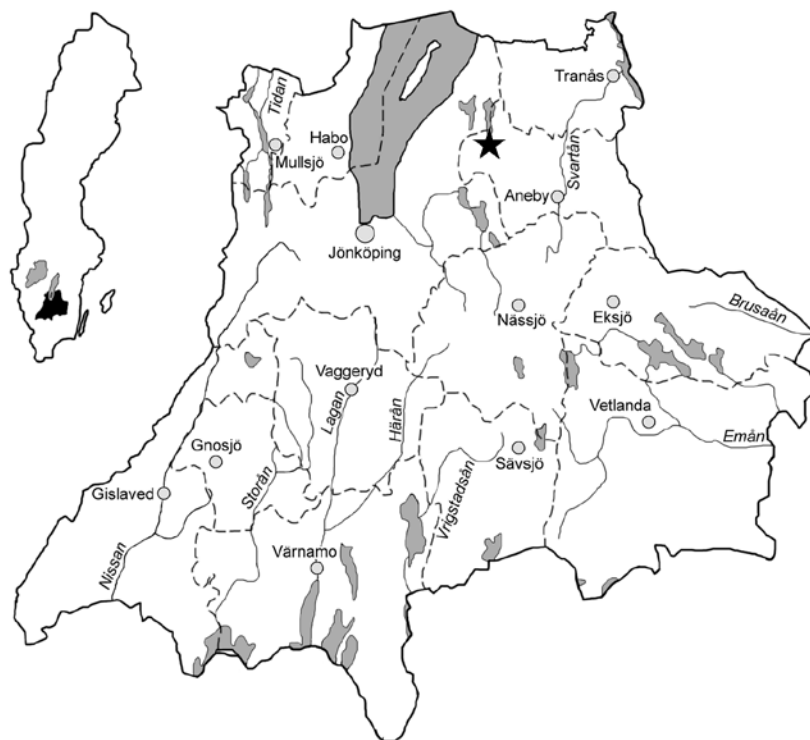 Tranås
Tidan
Habo
Mullsjö
Svartån
Aneby
Jönköping
Nässjö
Eksjö
Brusaån
Vaggeryd
Lagan
Härån
Vetlanda
Emån
Gnosjö
Storån
Sävsjö
Vrigstadsån
Gislaved
Nissan
Värnamo